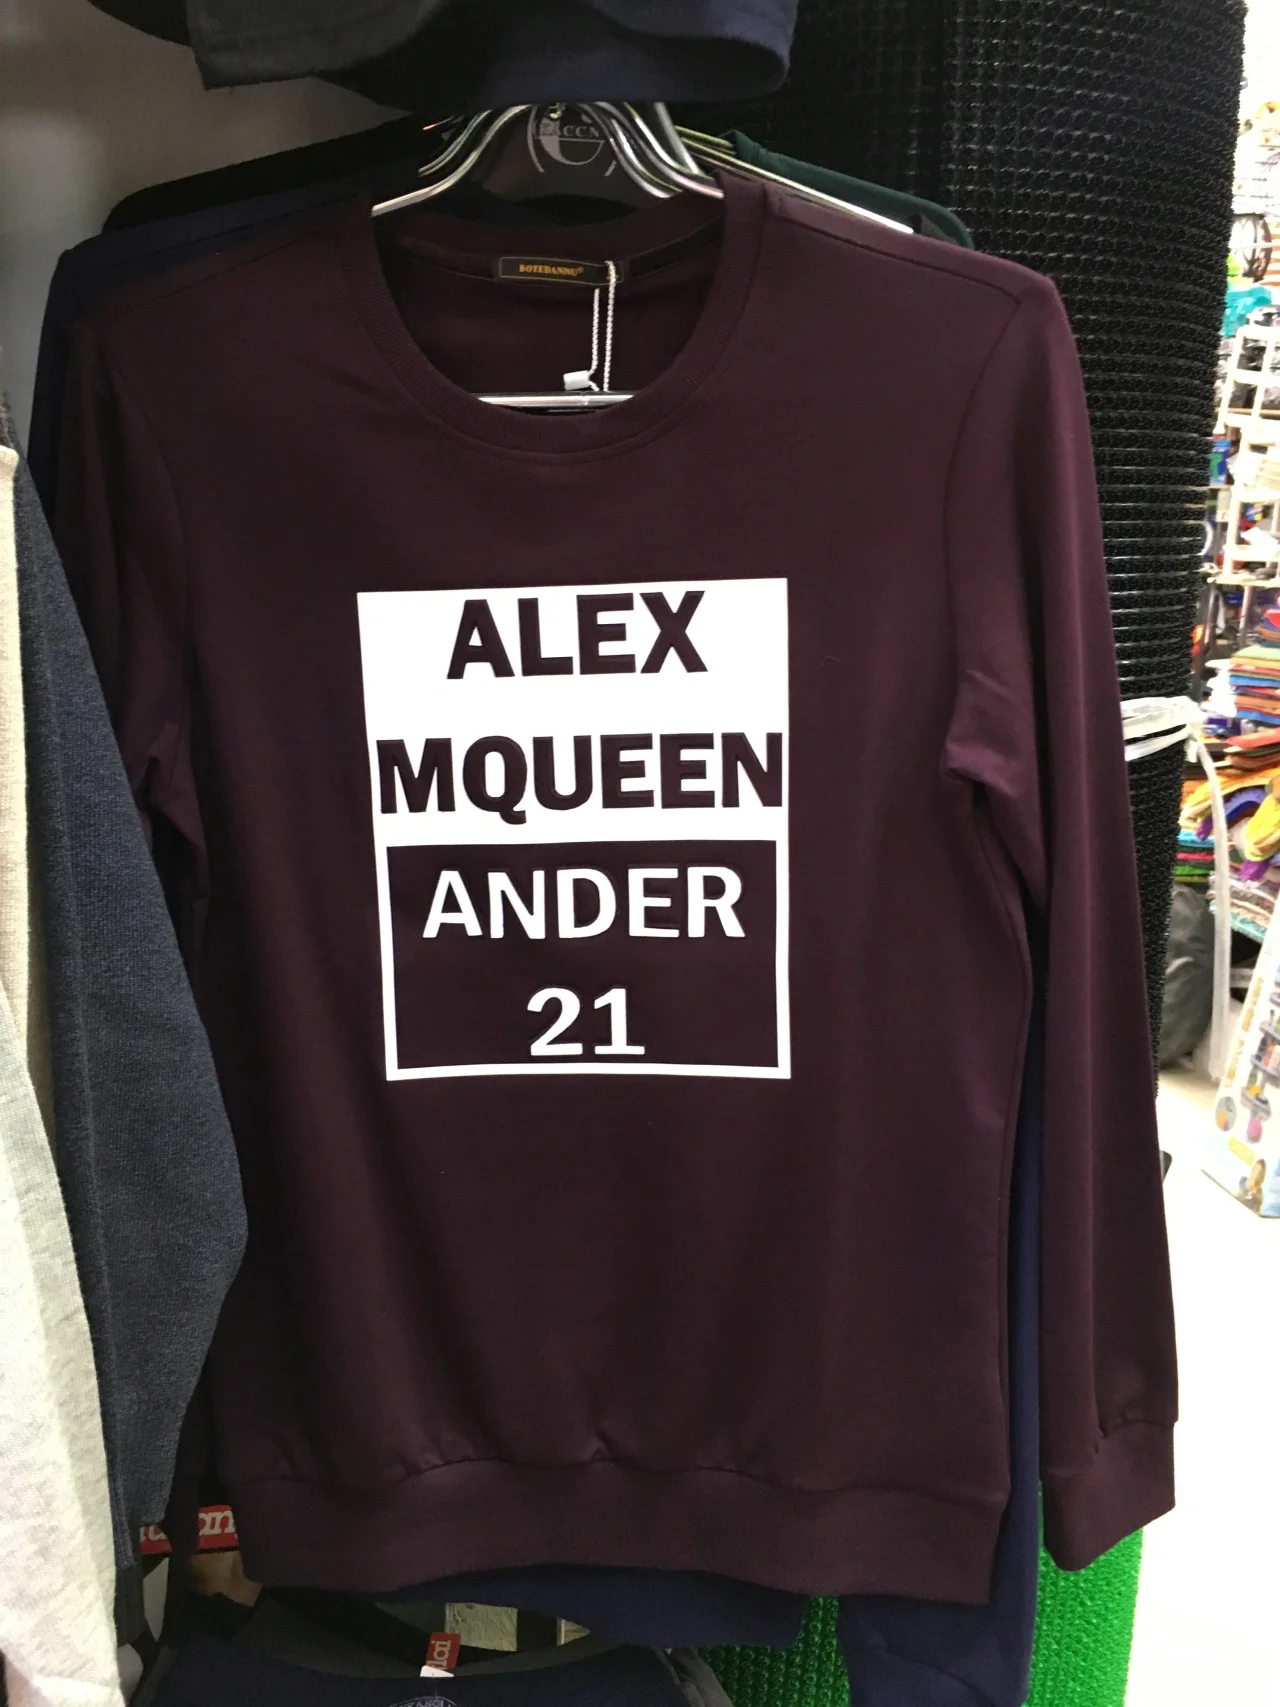 BOTEDANNU®
ALEX
MQUEEN
ANDER
21